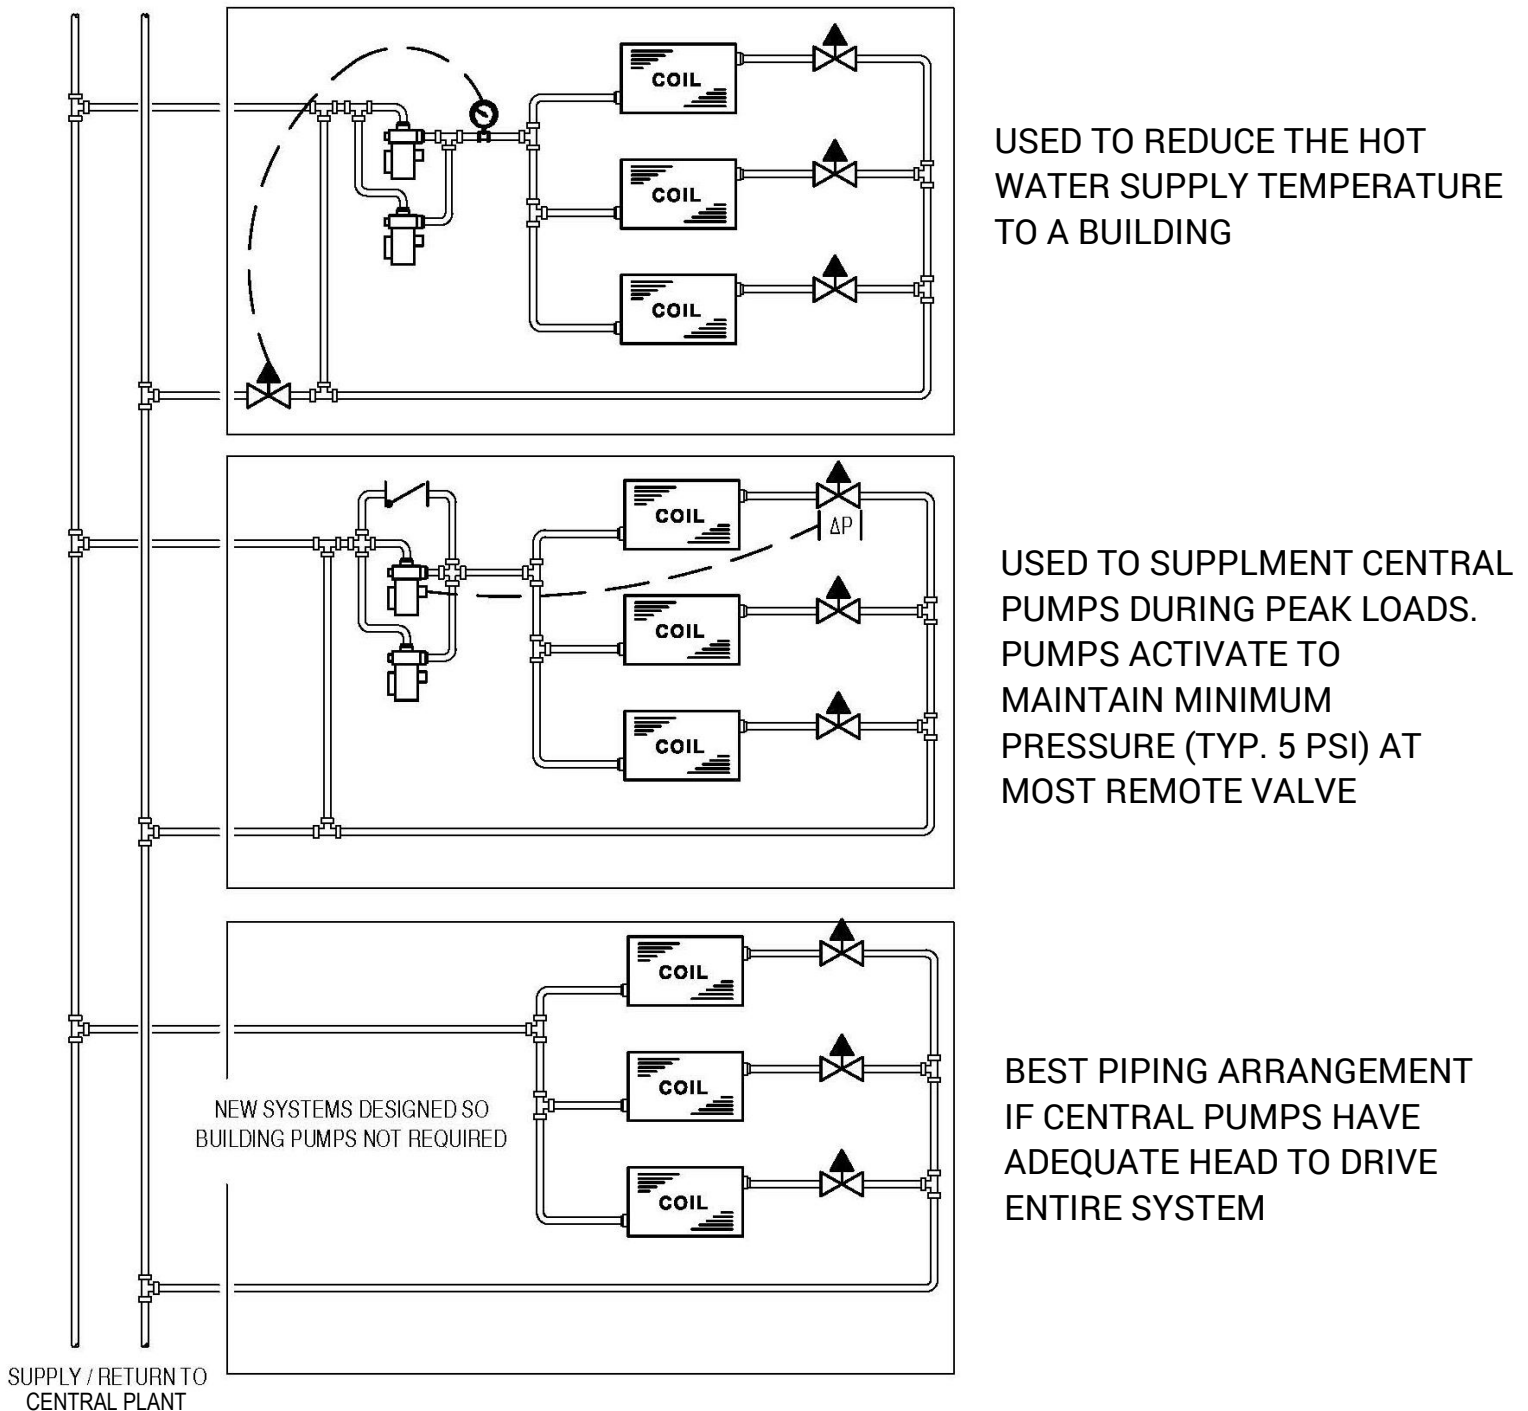 COIL
COIL
COIL
USED TO REDUCE THE HOT
WATER SUPPLY TEMPERATURE
TO A BUILDING
COIL
ΔP
COIL
COIL
USED TO SUPPLMENT CENTRAL
PUMPS DURING PEAK LOADS.
PUMPS ACTIVATE TO
MAINTAIN MINIMUM
PRESSURE (TYP. 5 PSI) AT
MOST REMOTE VALVE
COIL
COIL
COIL
NEW SYSTEMS DESIGNED SO
BUILDING PUMPS NOT REQUIRED
BEST PIPING ARRANGEMENT
IF CENTRAL PUMPS HAVE
ADEQUATE HEAD TO DRIVE
ENTIRE SYSTEM
SUPPLY / RETURN TO
CENTRAL PLANT